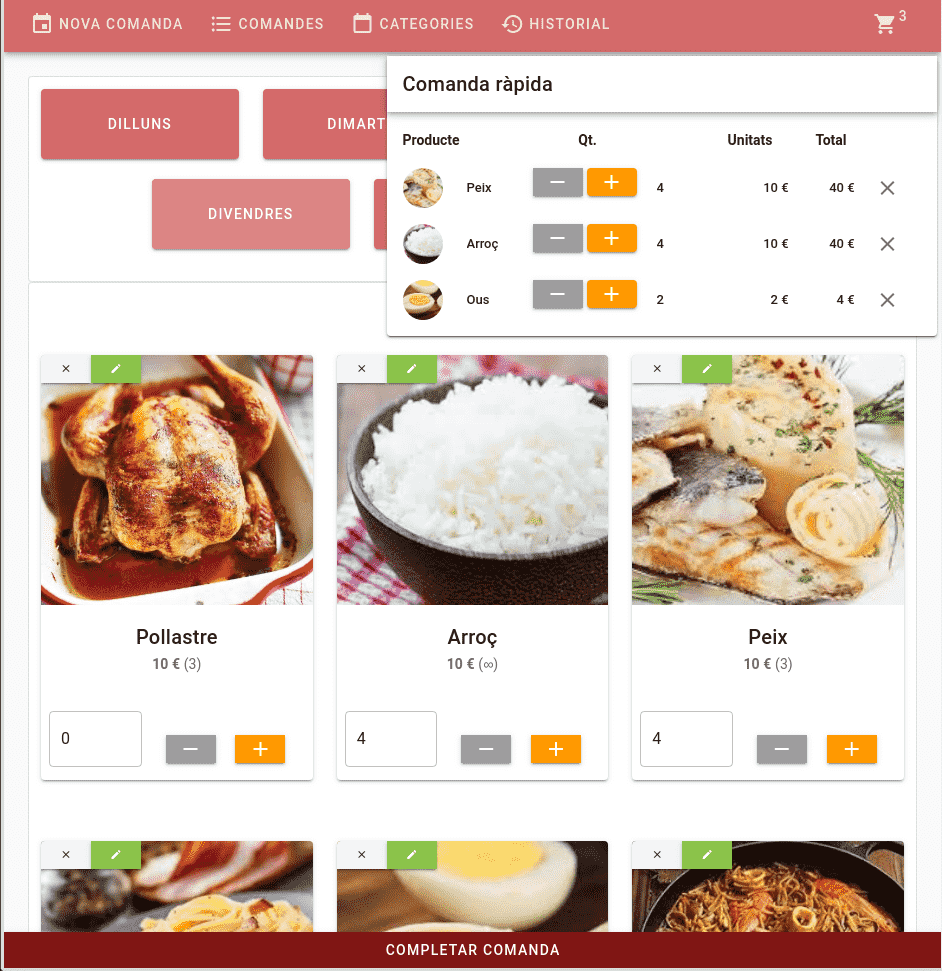 NOVA COMANDA COMANDES CATEGORIES HISTORIAL 3
Comanda ràpida
DILLUNS DIMART
Producte Qt. Unitats Total
Peix 4 10 € 40 €
DIVENDRES
Arroç 4 10 € 40 €
Ous 2 2 € 4 €
Pollastre Arroç Peix
10 € (3) 10 € (∞) 10 € (3)
0 4 4
COMPLETAR COMANDA